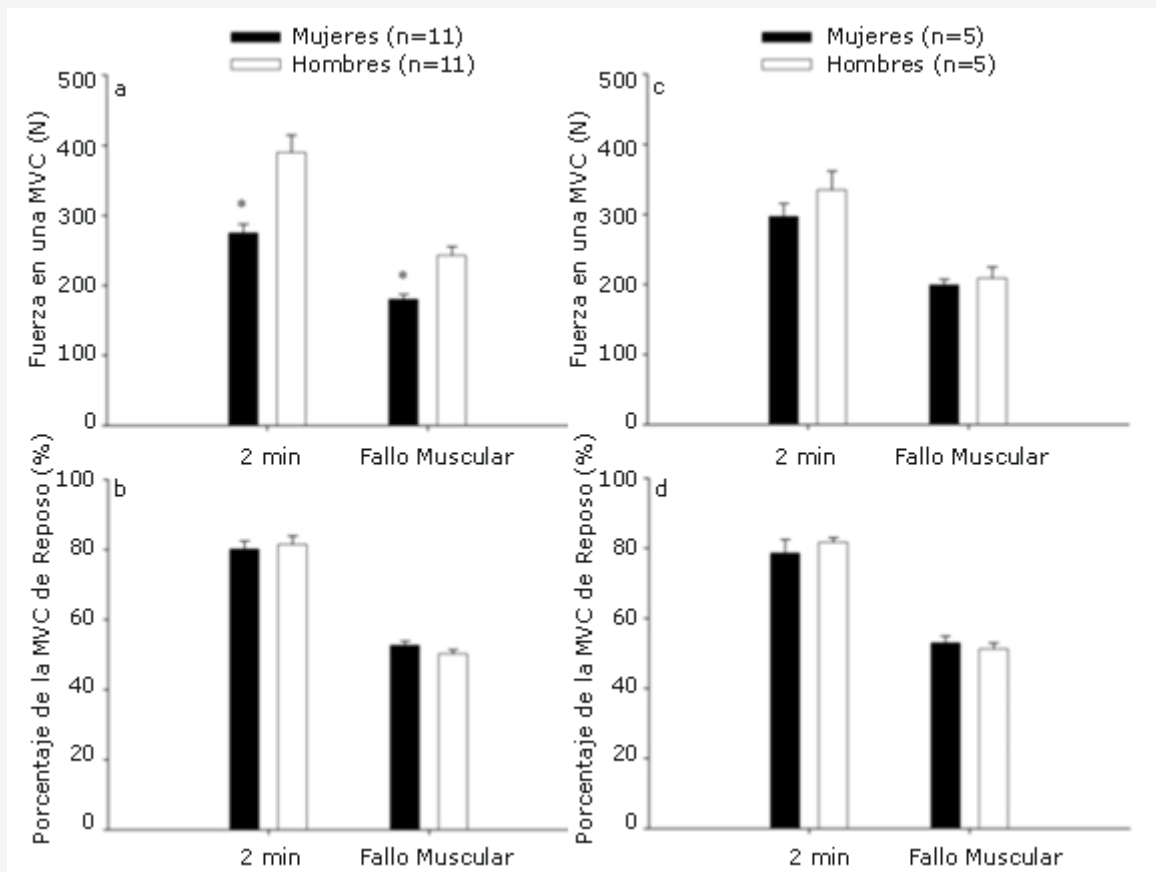 Mujeres (n=11)
Hombres (n=11)
a
Fuerza en una MVC (N)
500
400
300
200
100
0
*
*
2 min
Fallo Muscular
Mujeres (n=5)
Hombres (n=5)
c
Fuerza en una MVC (N)
500
400
300
200
100
0
2 min
Fallo Muscular
b
Porcentaje de la MVC de Reposo (%)
100
80
60
40
20
0
2 min
Fallo Muscular
d
Porcentaje de la MVC de Reposo (%)
100
80
60
40
20
0
2 min
Fallo Muscular